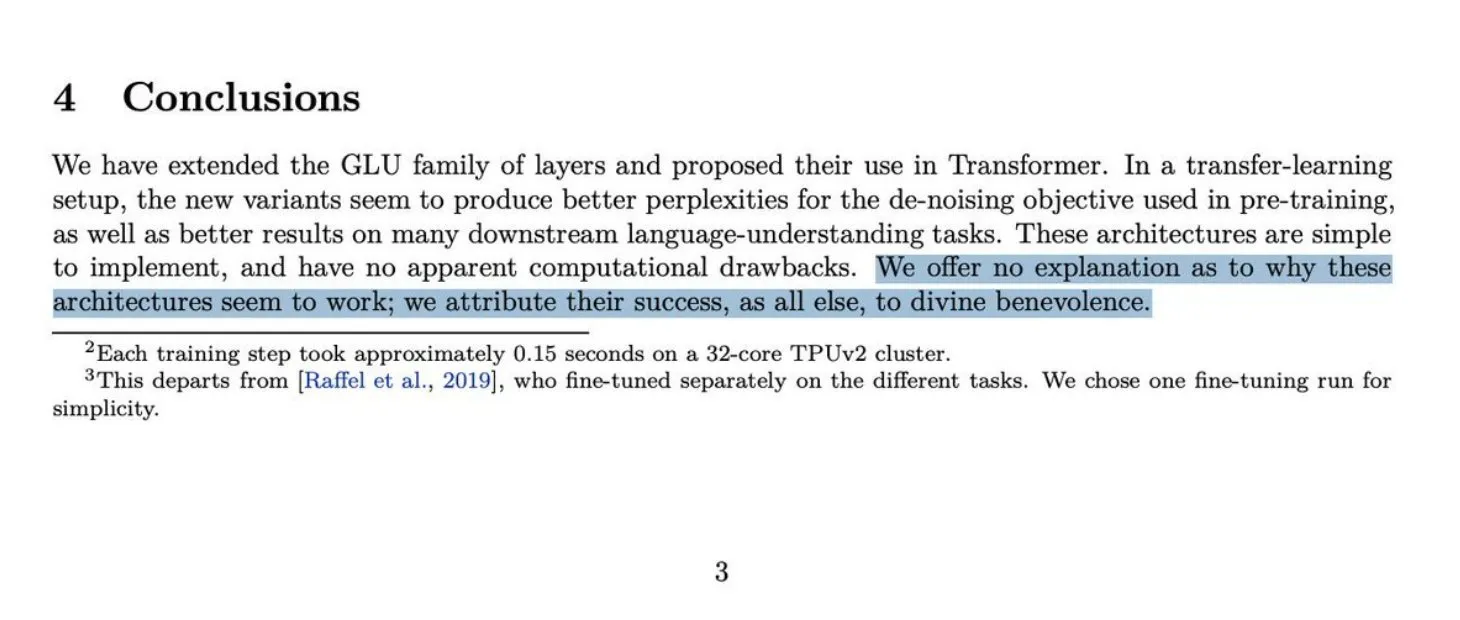 4 Conclusions
We have extended the GLU family of layers and proposed their use in Transformer. In a transfer-learning
setup, the new variants seem to produce better perplexities for the de-noising objective used in pre-training,
as well as better results on many downstream language-understanding tasks. These architectures are simple
to implement, and have no apparent computational drawbacks. We offer no explanation as to why these
architectures seem to work; we attribute their success, as all else, to divine benevolence.
2Each training step took approximately 0.15 seconds on a 32-core TPUv2 cluster.
3This departs from [Raffel et al., 2019], who fine-tuned separately on the different tasks. We chose one fine-tuning run for
simplicity.
3